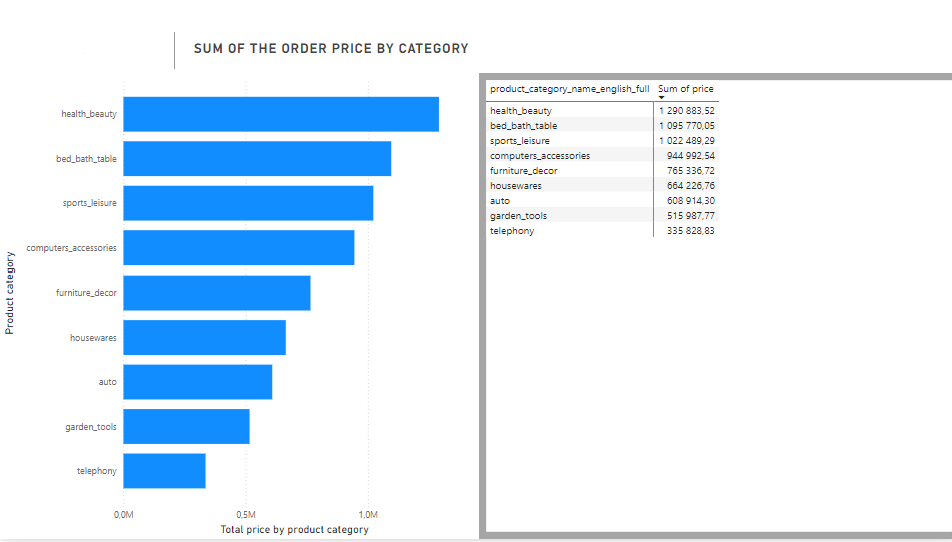 SUM OF THE ORDER PRICE BY CATEGORY
Product category
health_beauty
bed_bath_table
sports_leisure
computers_accessories
furniture_decor
housewares
auto
garden_tools
telephony
0,0M 0,5M 1,0M
Total price by product category
product_category_name_english_full Sum of price
health_beauty 1 290 883,52
bed_bath_table 1 095 770,05
sports_leisure 1 022 489,29
computers_accessories 944 992,54
furniture_decor 765 336,72
housewares 664 226,76
auto 608 914,30
garden_tools 515 987,77
telephony 335 828,83